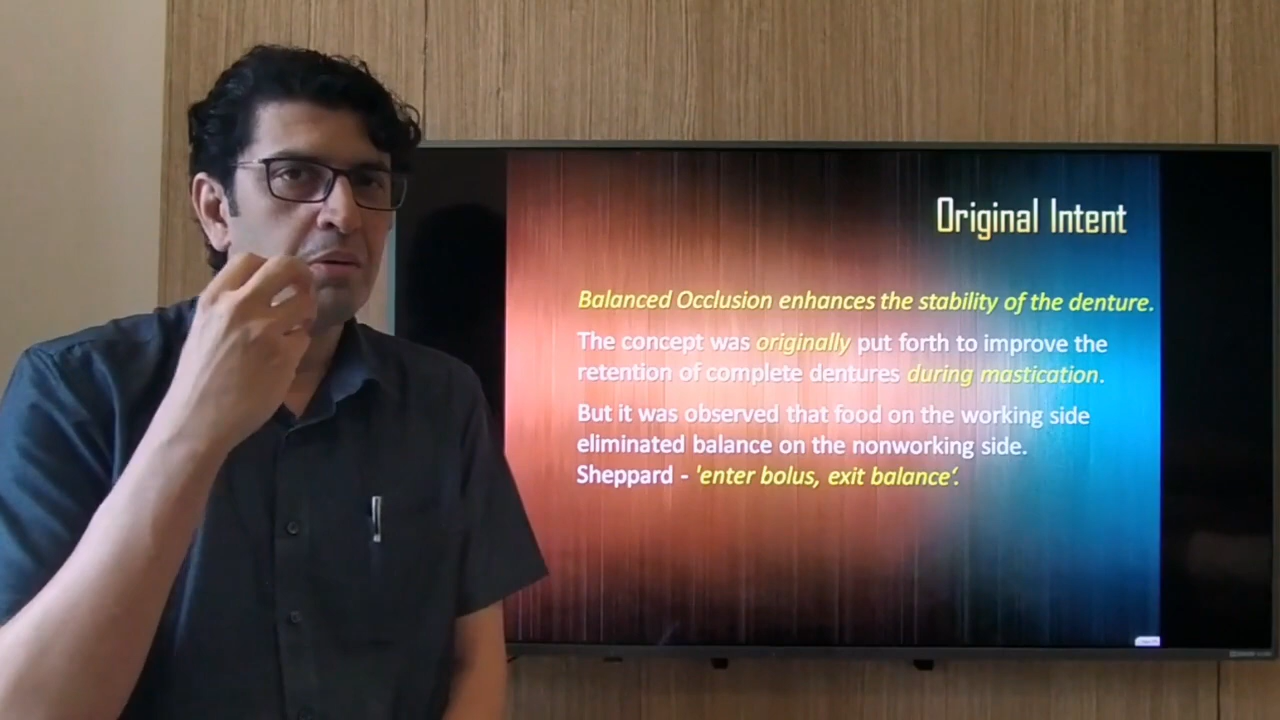 Original Intent
Balanced Occlusion enhances the stability of the denture.
The concept was originally put forth to improve the
retention of complete dentures during mastication.
But it was observed that food on the working side
eliminated balance on the nonworking side.
Sheppard - 'enter bolus, exit balance‘.